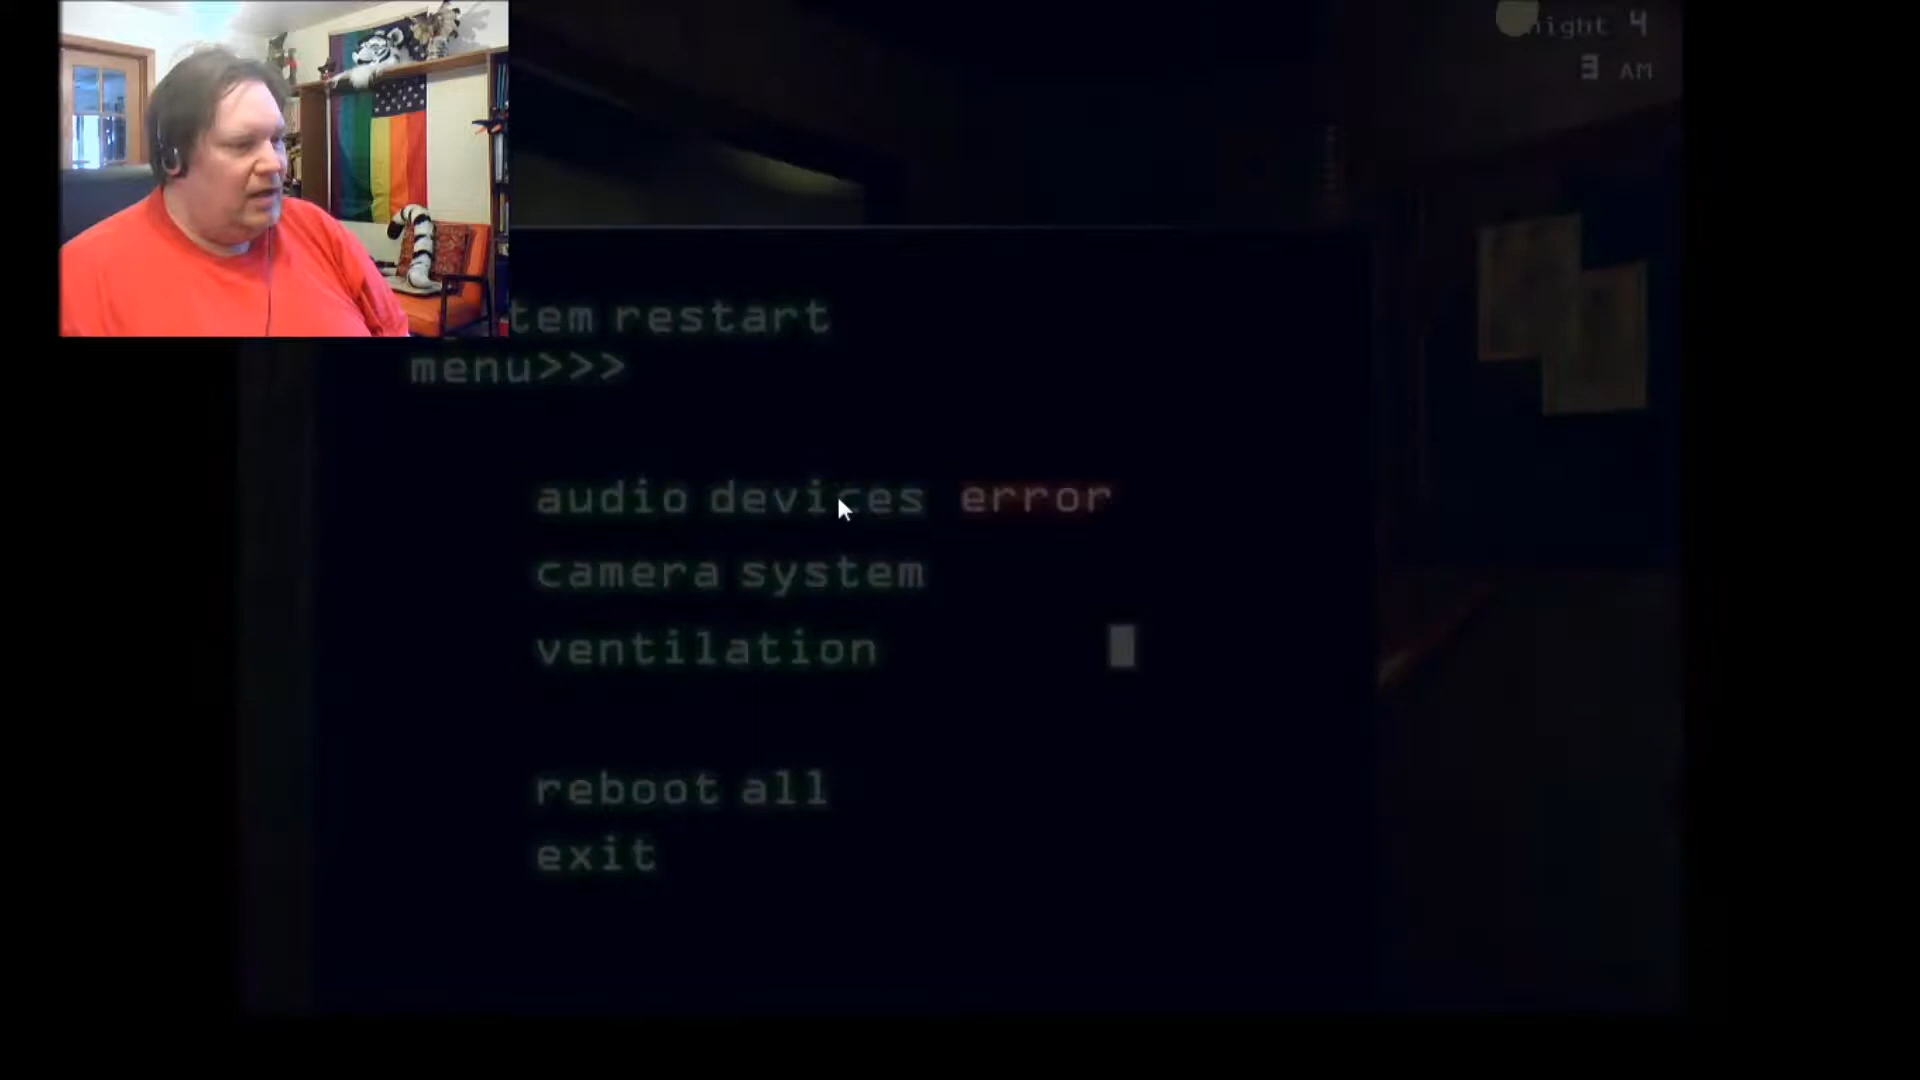 night 4
3 AM
tem restart
menu>>>
audio devices error
camera system
ventilation
reboot all
exit